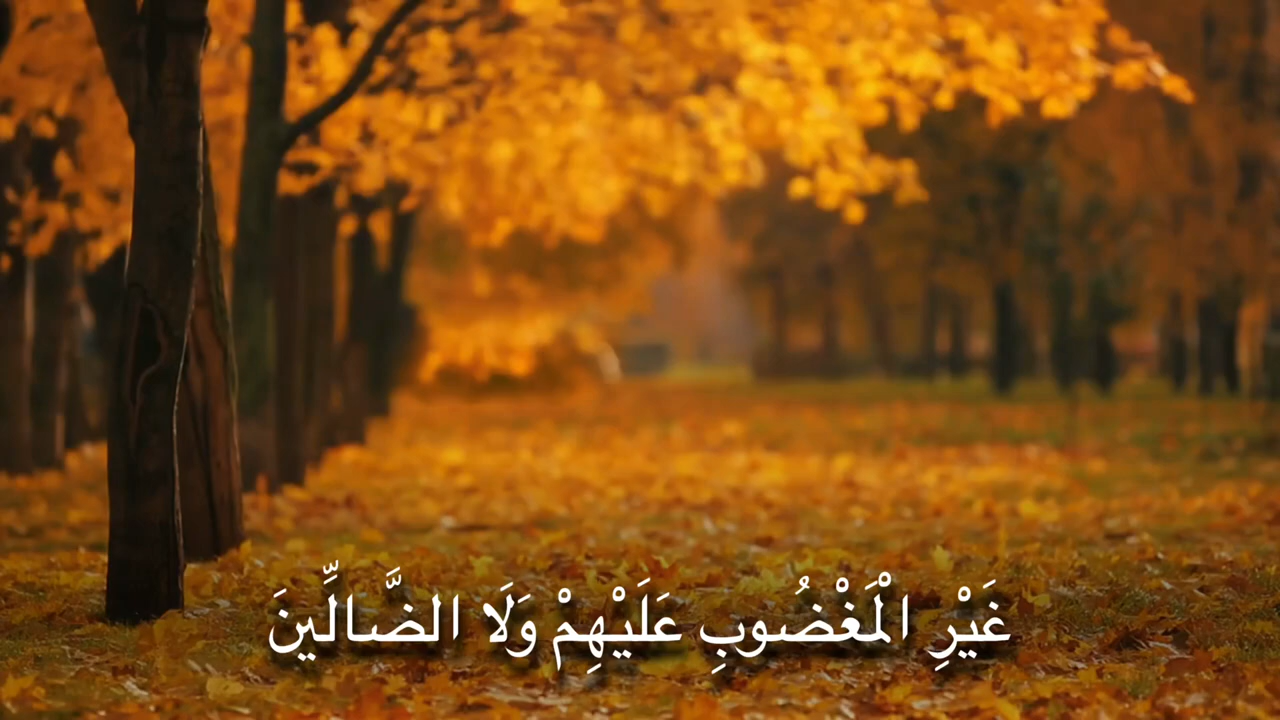 غَيْرِ الْمَغْضُوبِ عَلَيْهِمْ وَلَا الضَّالِّينَ